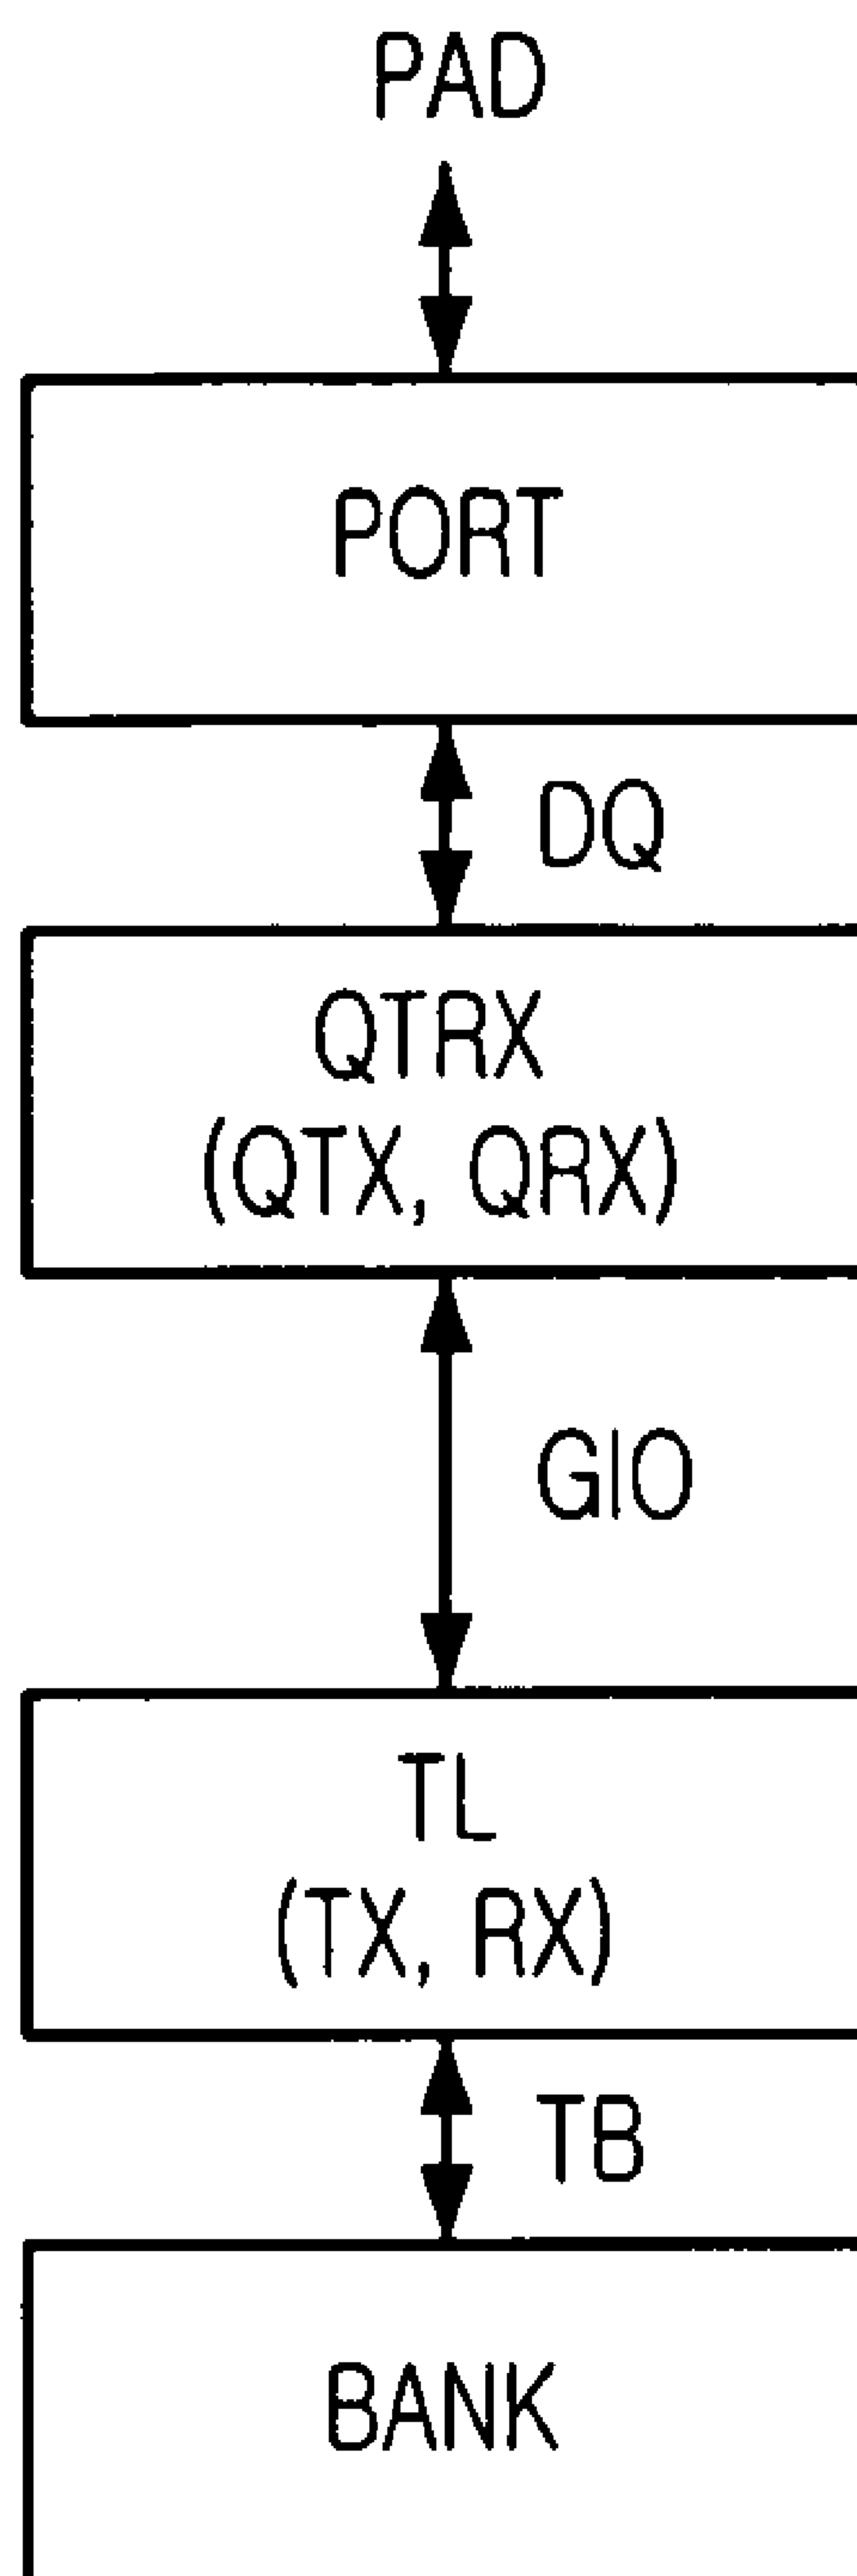 PAD
PORT
DQ
QTRX
(QTX, QRX)
GIO
TL
(TX, RX)
TB
BANK